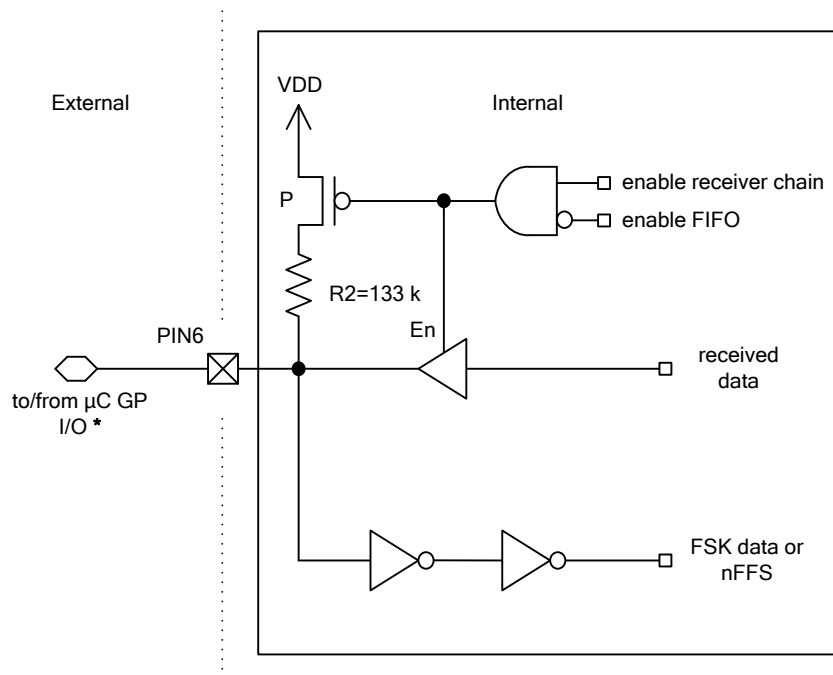 External
Internal
VDD
P
enable receiver chain
enable FIFO
R2=133 k
PIN6
En
received
data
to/from µC GP
I/O *
FSK data or
nFFS